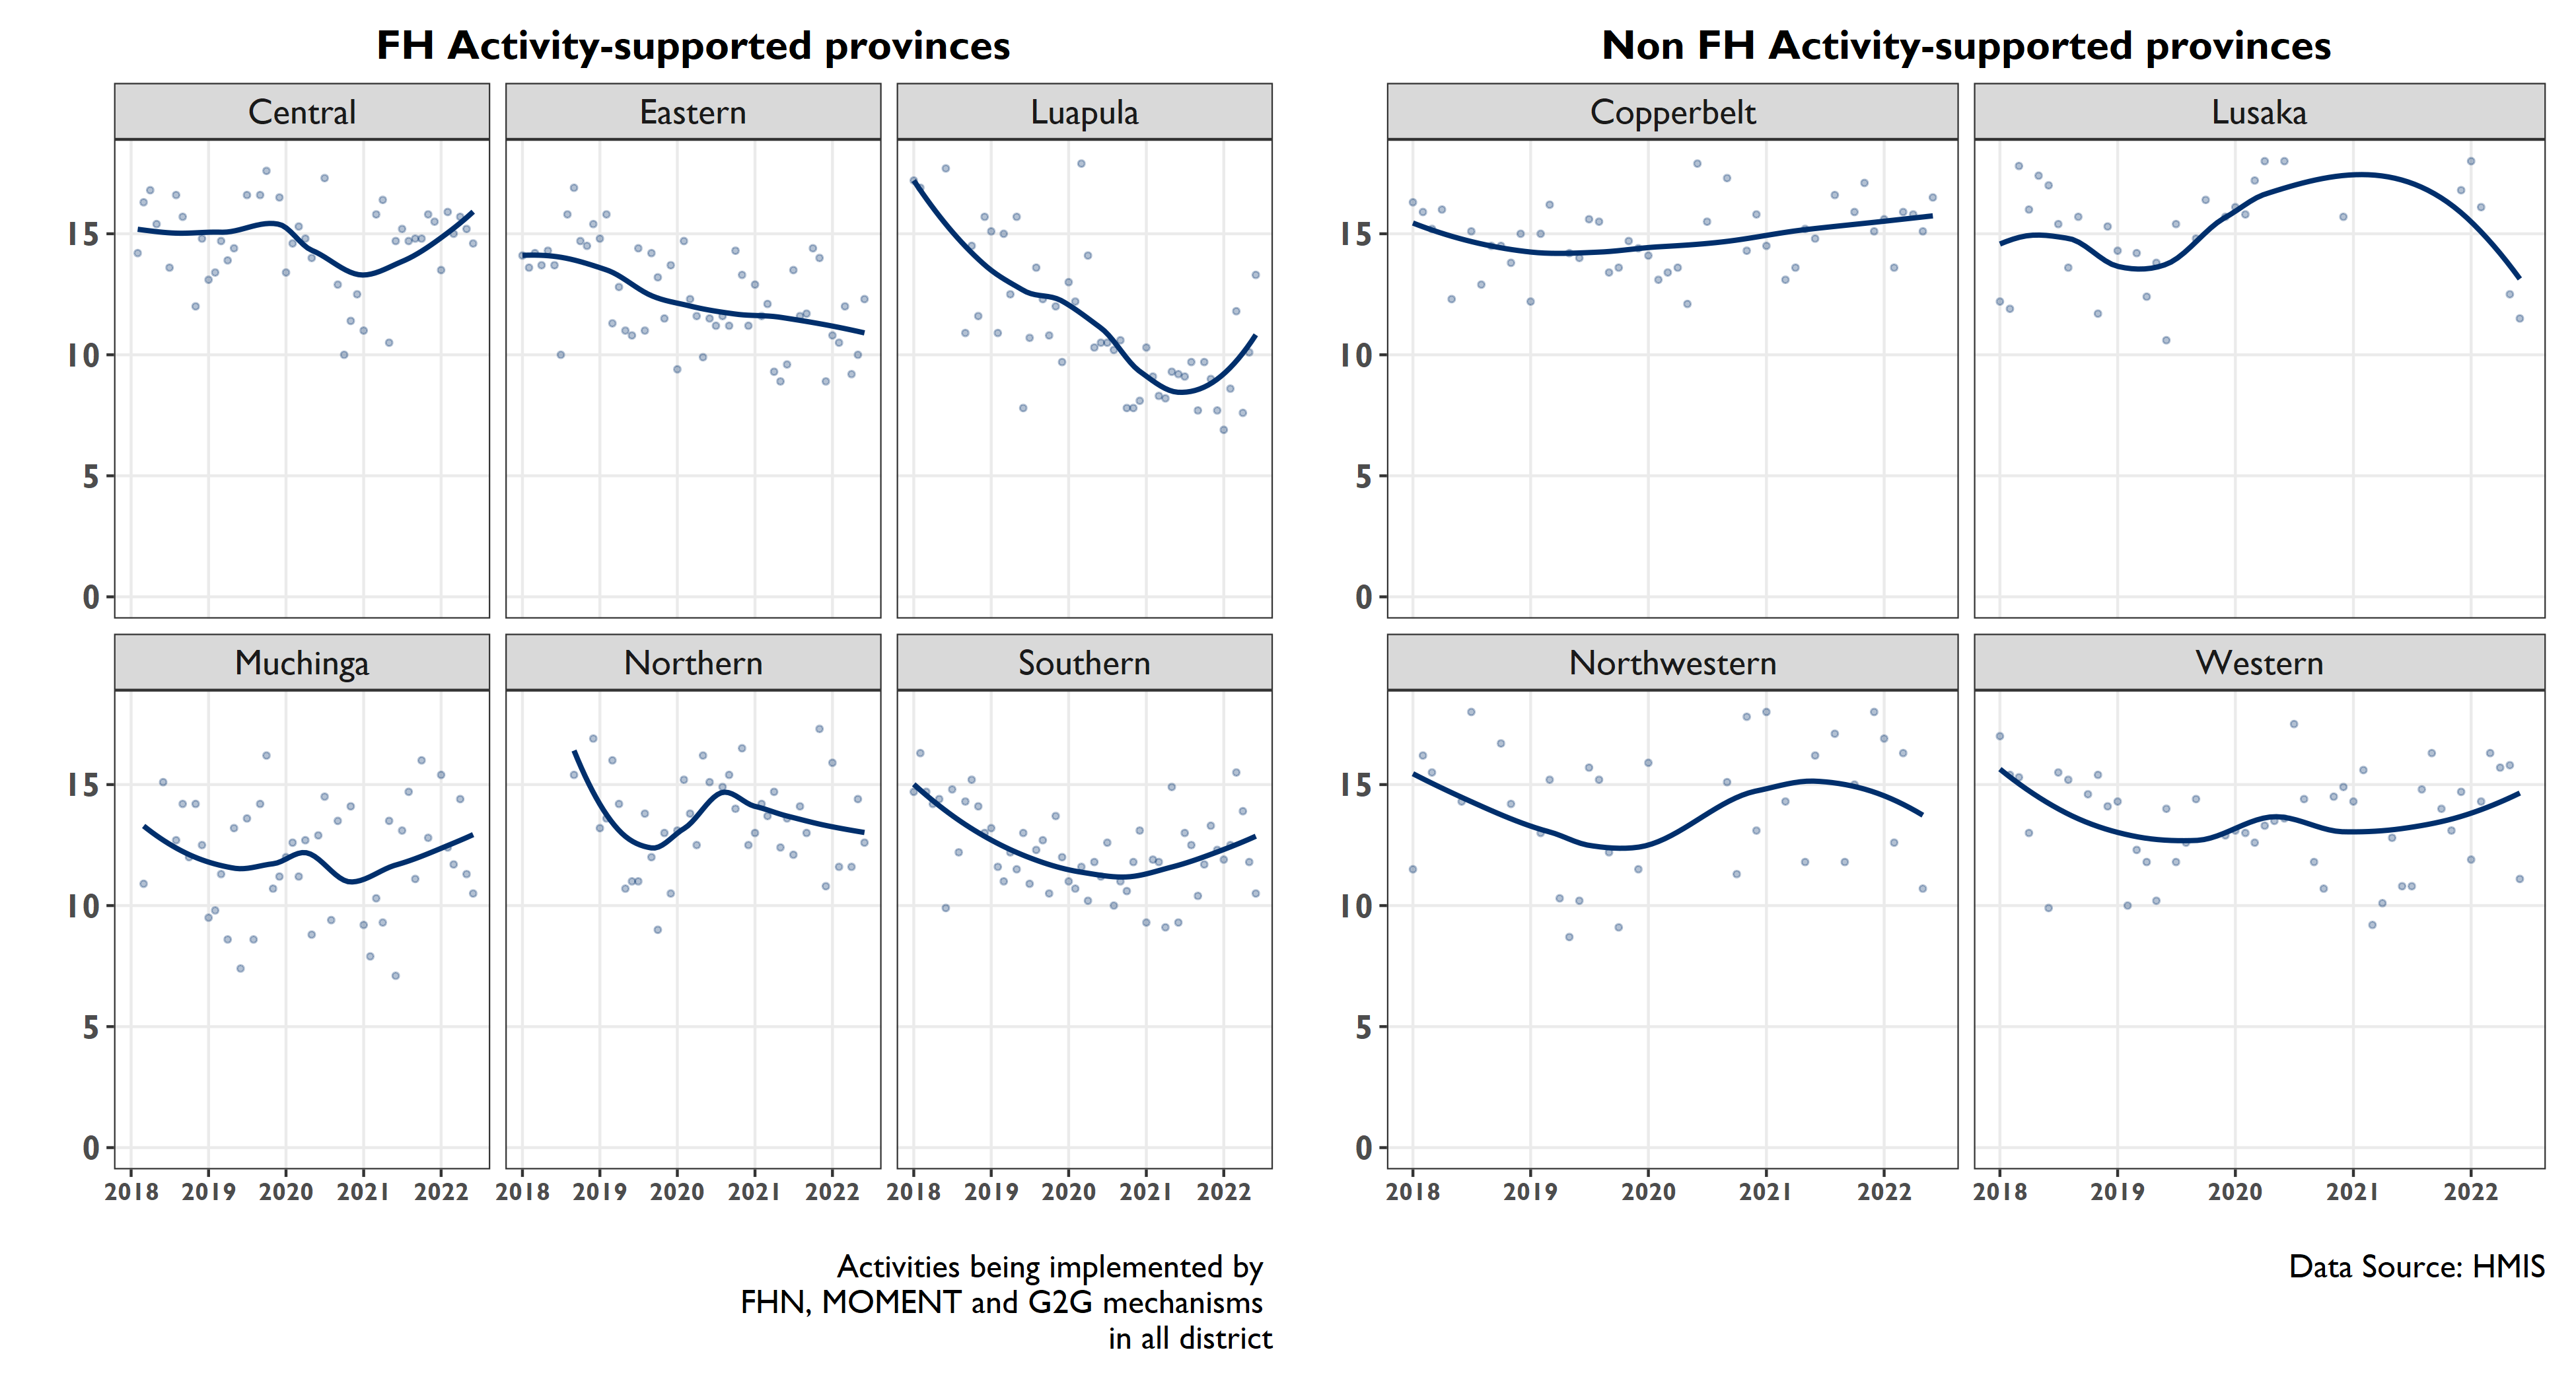 FH Activity-supported provinces
Non FH Activity-supported provinces
Central
Eastern
Luapula
Copperbelt
Lusaka
15
10
5
0
15
10
5
0
Muchinga
Northern
Southern
Northwestern
Western
15
10
5
0
15
10
5
0
2018 2019 2020 2021 2022
2018 2019 2020 2021 2022
2018 2019 2020 2021 2022
2018 2019 2020 2021 2022
2018 2019 2020 2021 2022
Activities being implemented by
FHN, MOMENT and G2G mechanisms
in all district
Data Source: HMIS